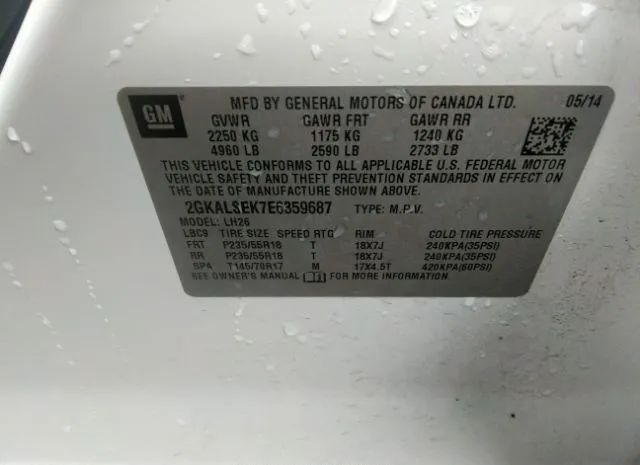 GM
MFD BY GENERAL MOTORS OF CANADA LTD. 05/14
GVWR GAWR FRT GAWR RR
2250 KG 1175 KG 1240 KG
4960 LB 2590 LB 2733 LB
THIS VEHICLE CONFORMS TO ALL APPLICABLE U.S. FEDERAL MOTOR
VEHICLE SAFETY AND THEFT PREVENTION STANDARDS IN EFFECT ON
THE DATE OF MANUFACTURE SHOWN ABOVE.
2GKALSEK7E6359687 TYPE: M.P.V.
MODEL: LH26
LBC9 TIRE SIZE SPEED RTG RIM COLD TIRE PRESSURE
FRT P235/55R18 T 18X7J 240KPA(35PSI)
RR P235/55R18 T 18X7J 240KPA(35PSI)
SP4 T145/70R17 M 17X4.5T 420KPA(60PSI)
SEE OWNER'S MANUAL FOR MORE INFORMATION.